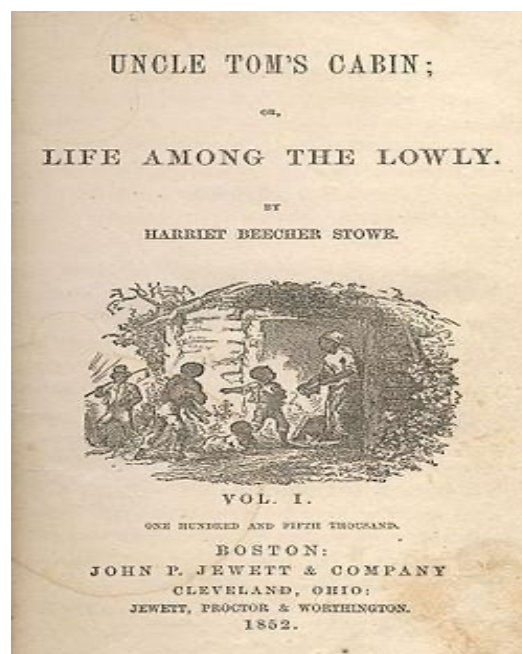 UNCLE TOM'S CABIN;
OR,
LIFE AMONG THE LOWLY.
BY
HARRIET BEECHER STOWE.
VOL. I.
ONE HUNDRED AND FIFTH THOUSAND.
BOSTON:
JOHN P. JEWETT & COMPANY
CLEVELAND, OHIO:
JEWETT, PROCTOR & WORTHINGTON.
1852.